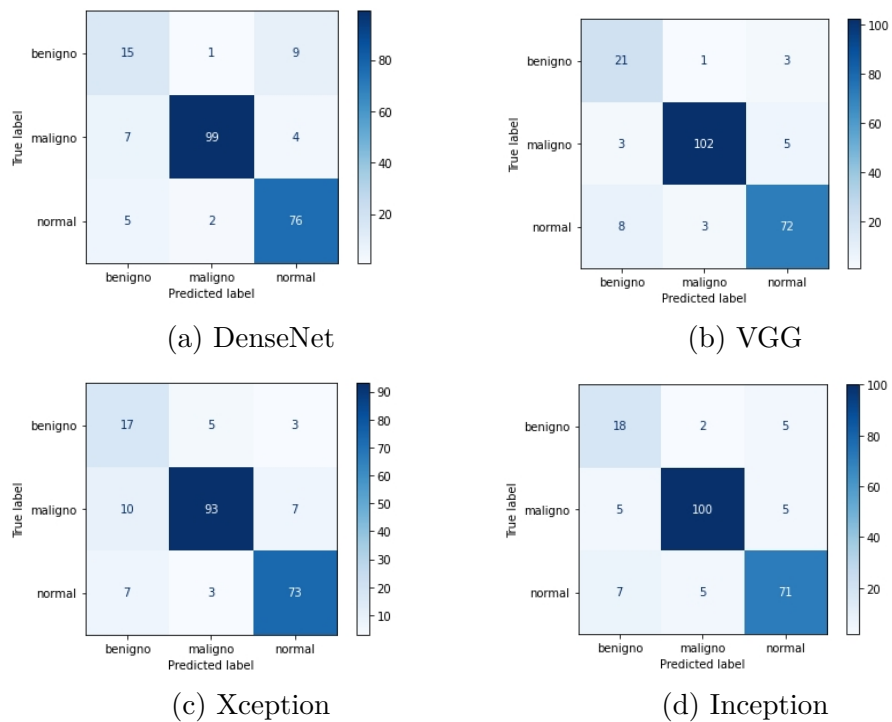 benigno 15 1 9
maligno 7 99 4
normal 5 2 76
benigno maligno normal
Predicted label
True label
80
60
40
20
(a) DenseNet
benigno 21 1 3
maligno 3 102 5
normal 8 3 72
benigno maligno normal
Predicted label
True label
100
80
60
40
20
(b) VGG
benigno 17 5 3
maligno 10 93 7
normal 7 3 73
benigno maligno normal
Predicted label
True label
90
80
70
60
50
40
30
20
10
(c) Xception
benigno 18 2 5
maligno 5 100 5
normal 7 5 71
benigno maligno normal
Predicted label
True label
100
80
60
40
20
(d) Inception